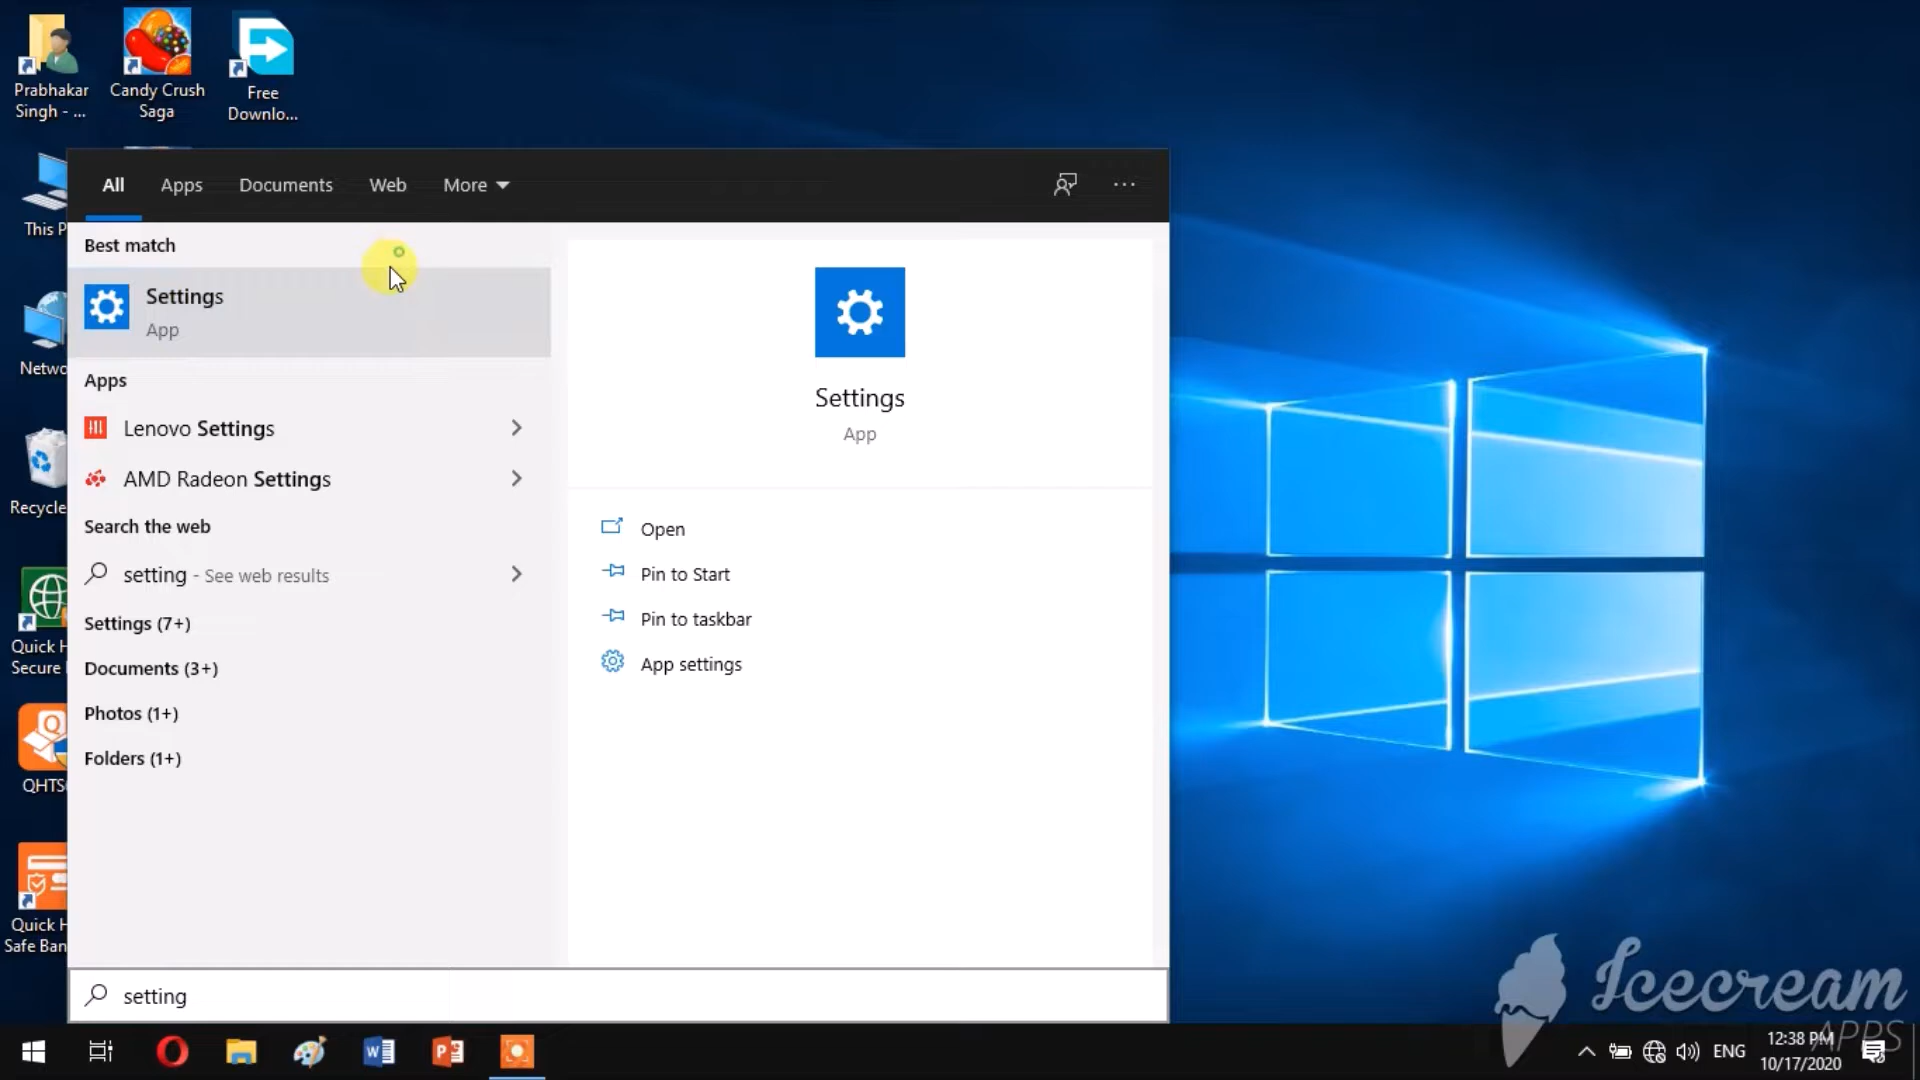 Prabhakar
Singh - ...
Candy Crush
Saga
Free
Downlo...
This P
Netwo
Recycle
Quick H
Secure
QHTS
Quick H
Safe Ban
All
Apps
Documents
Web
More
Best match
Settings
App
Apps
Lenovo Settings
AMD Radeon Settings
Search the web
setting - See web results
Settings (7+)
Documents (3+)
Photos (1+)
Folders (1+)
Settings
App
Open
Pin to Start
Pin to taskbar
App settings
setting
Icecream
APPS
ENG
12:38 PM
10/17/2020